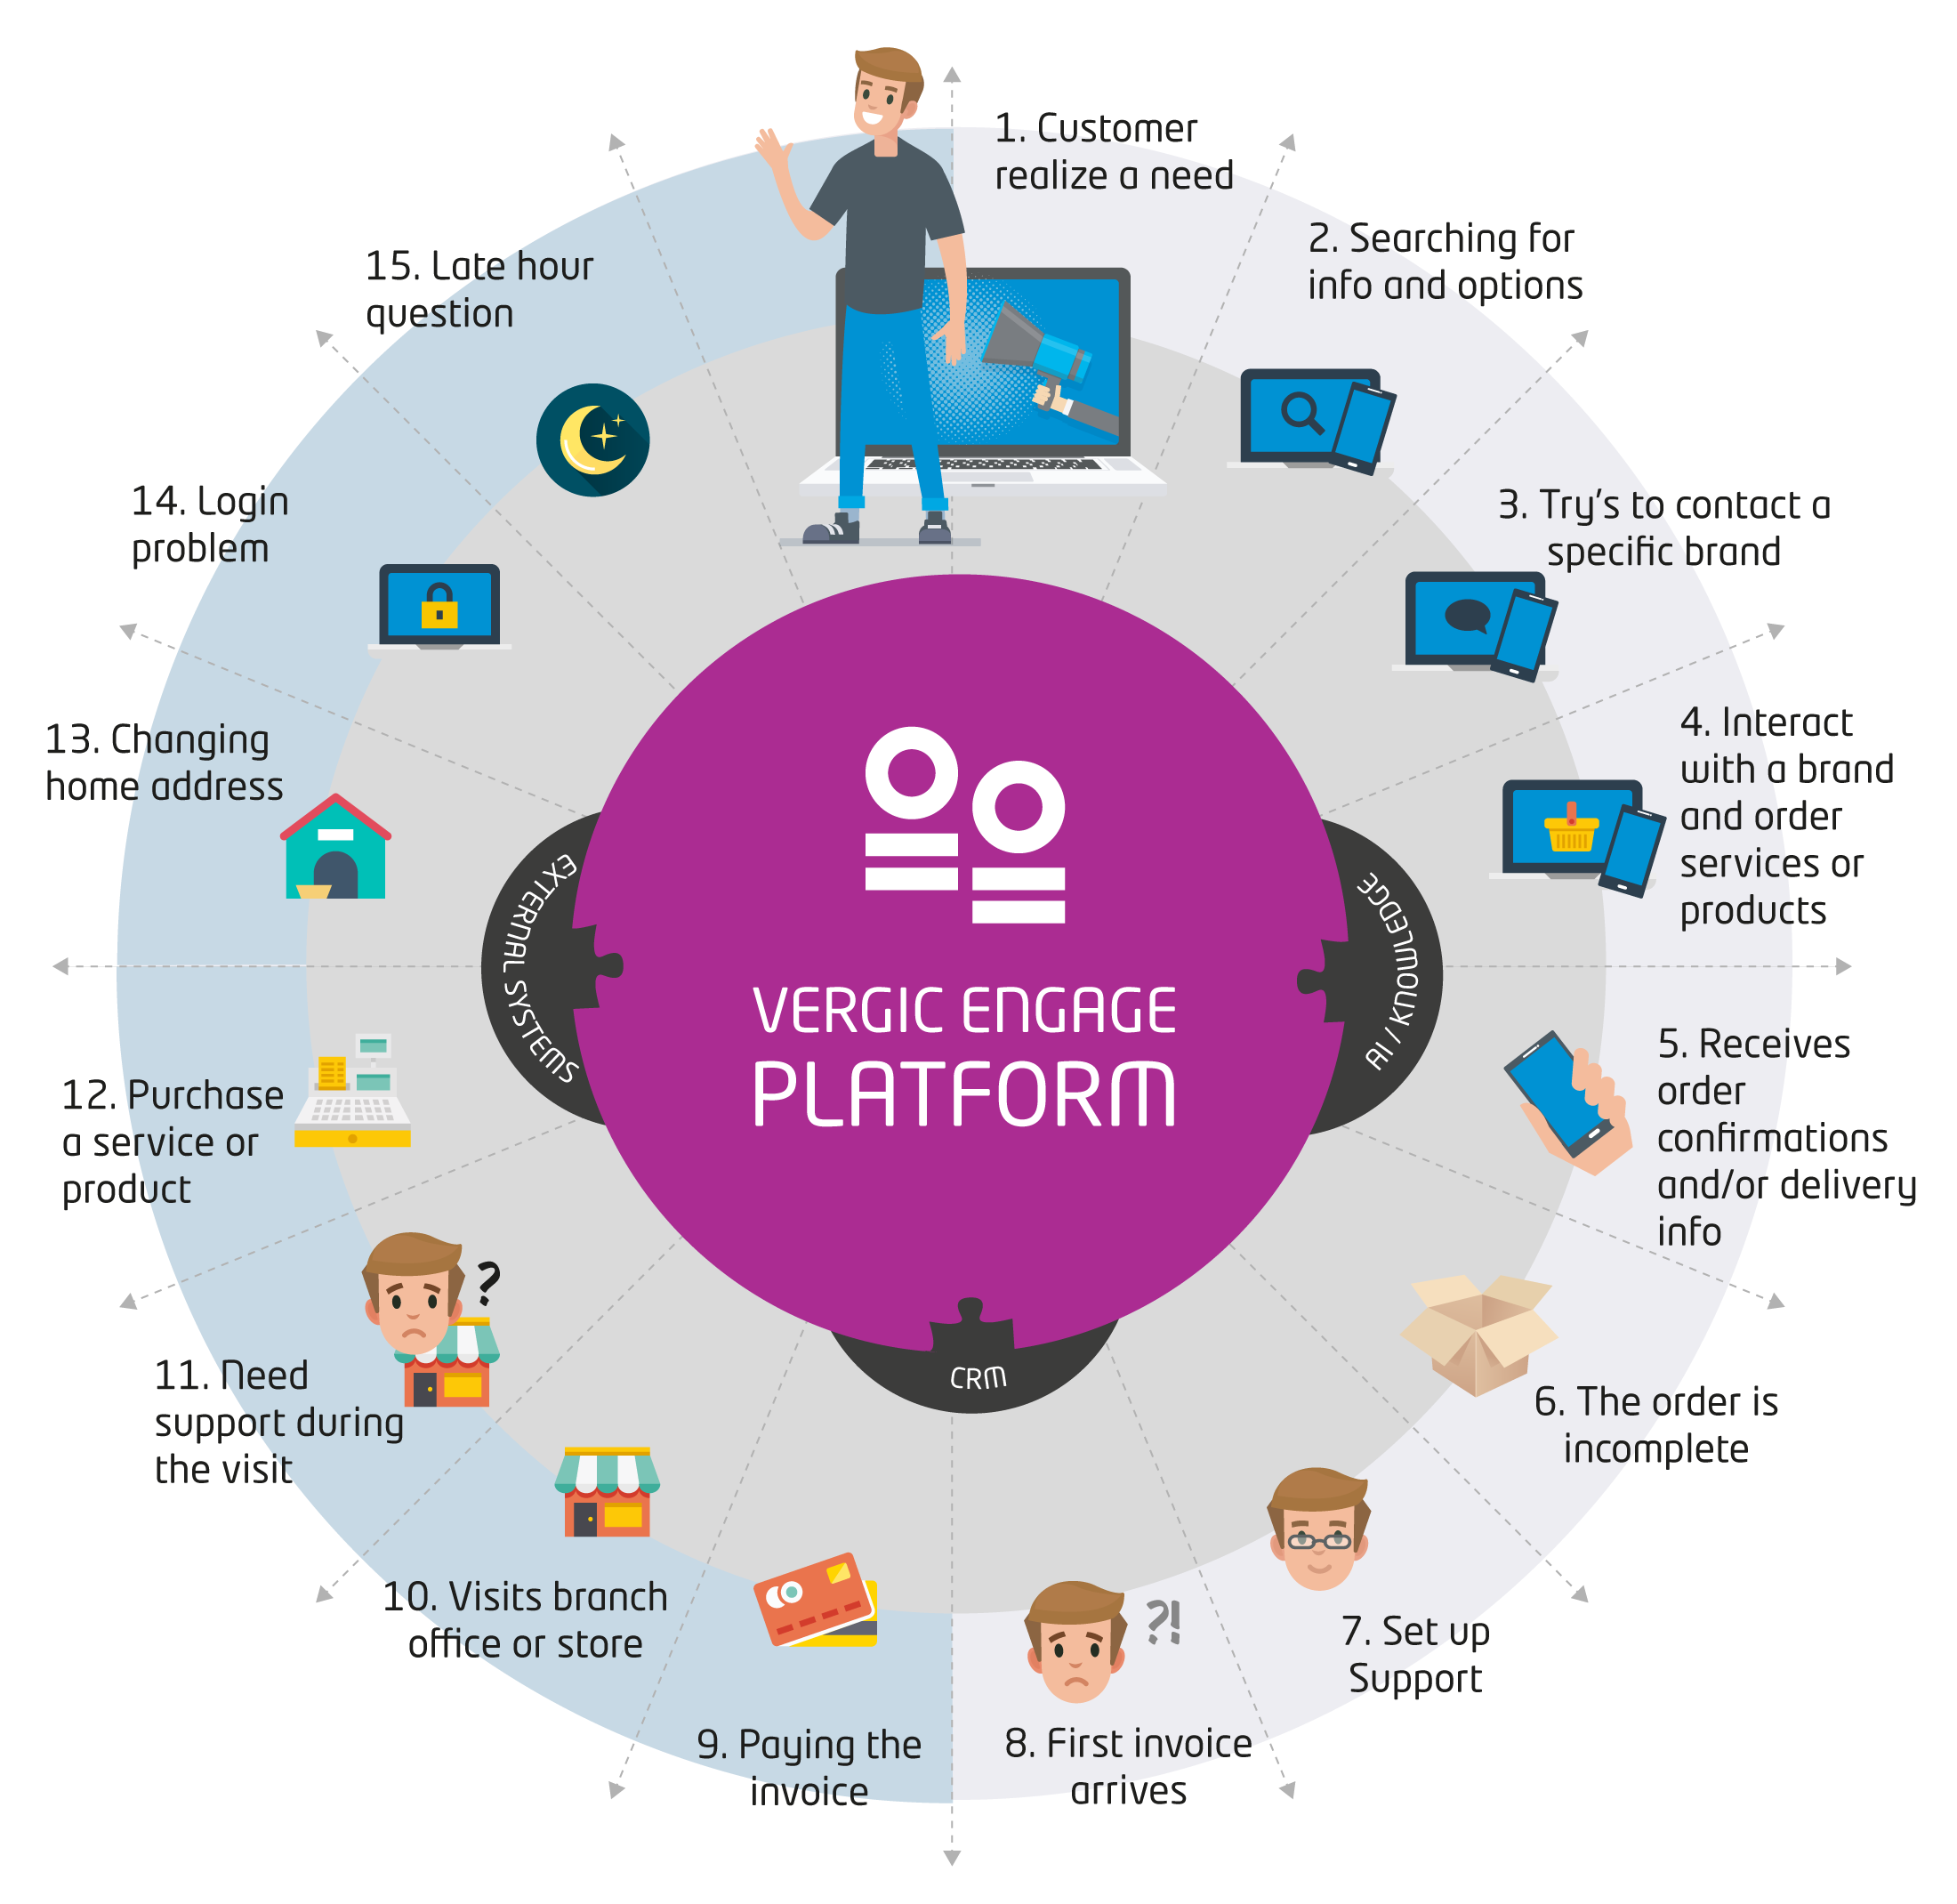 1. Customer
realize a need
2. Searching for
info and options
3. Try's to contact a
specific brand
4. Interact
with a brand
and order
services or
products
5. Receives
order
confirmations
and/or delivery
info
6. The order is
incomplete
7. Set up
Support
8. First invoice
arrives
9. Paying the
invoice
10. Visits branch
office or store
11. Need
support during
the visit
12. Purchase
a service or
product
13. Changing
home address
14. Login
problem
15. Late hour
question
EXTERNAL SYSTEMS
AI / KNOWLEDGE
CRM
VERGIC ENGAGE
PLATFORM
?
?!